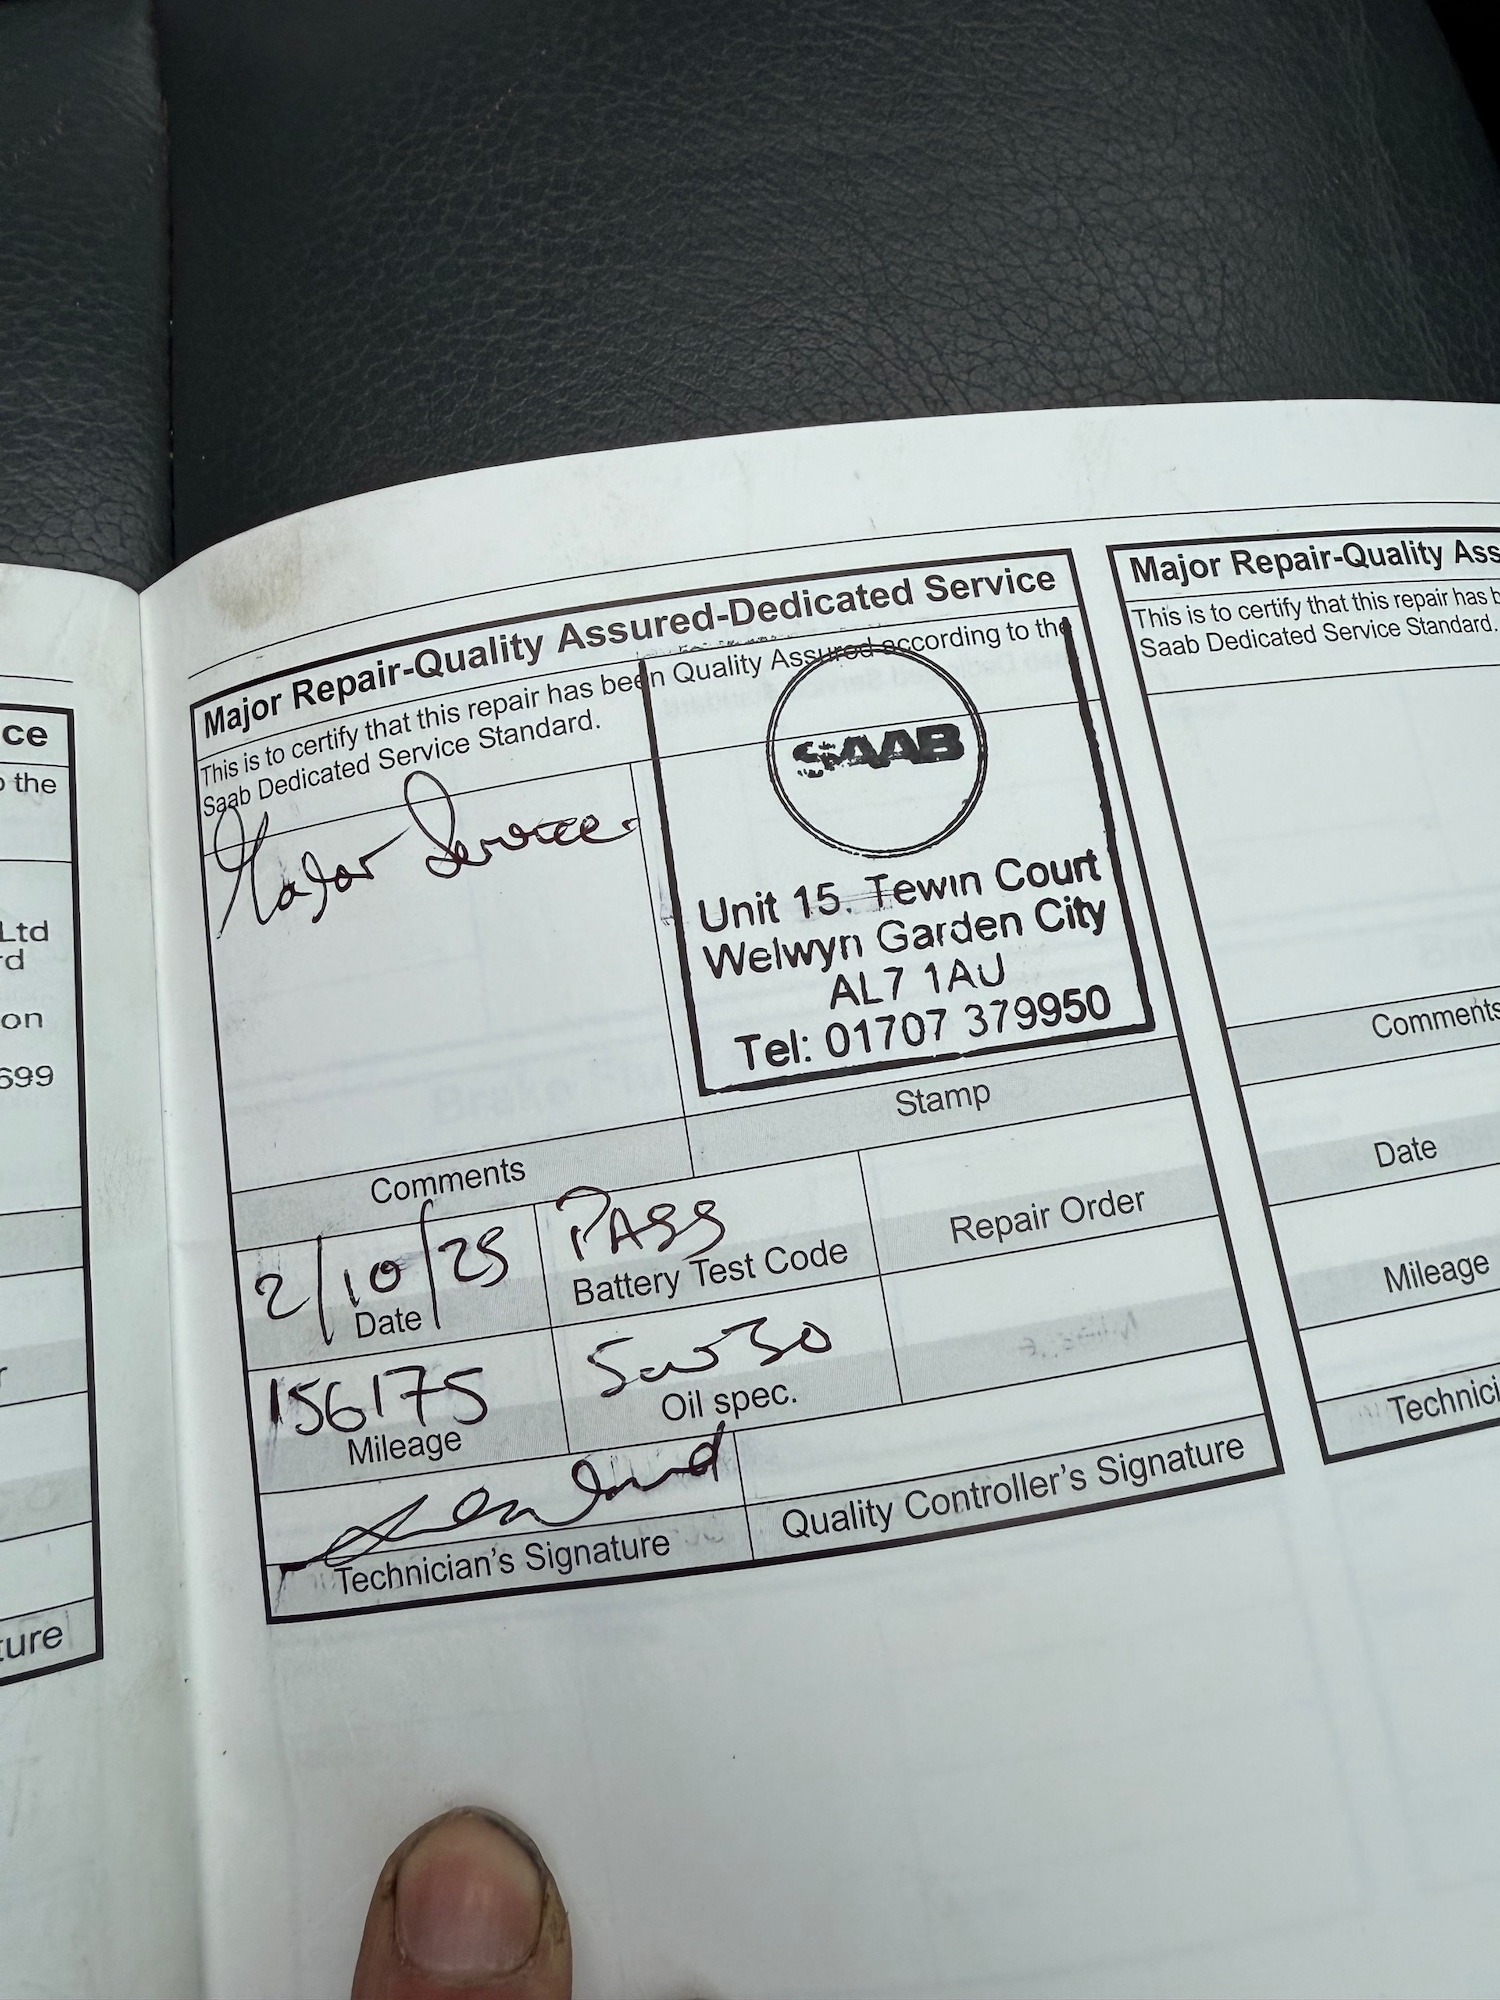 ce
o the
Ltd
rd
on
699
r
ture
Major Repair-Quality Assured-Dedicated Service
This is to certify that this repair has been Quality Assured according to the
Saab Dedicated Service Standard.
Major Service.
SAAB
Unit 15. Tewin Court
Welwyn Garden City
AL7 1AU
Tel: 01707 379950
Comments
Stamp
2/10/25
PASS
Date
Battery Test Code
Repair Order
156175
5w30
Mileage
Oil spec.
Technician's Signature
Quality Controller's Signature
Major Repair-Quality Ass
This is to certify that this repair has b
Saab Dedicated Service Standard.
Comments
Date
Mileage
Technici